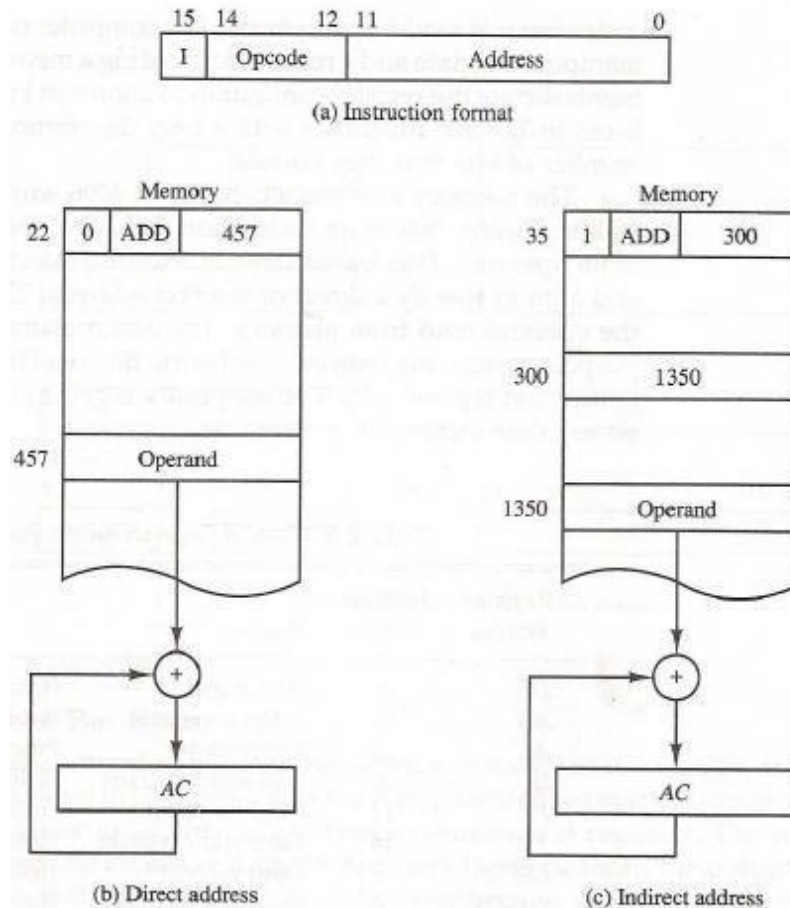 15 14 12 11 0
I Opcode Address
(a) Instruction format
Memory
22 0 ADD 457
457 Operand
+
AC
(b) Direct address
Memory
35 1 ADD 300
300 1350
1350 Operand
+
AC
(c) Indirect address